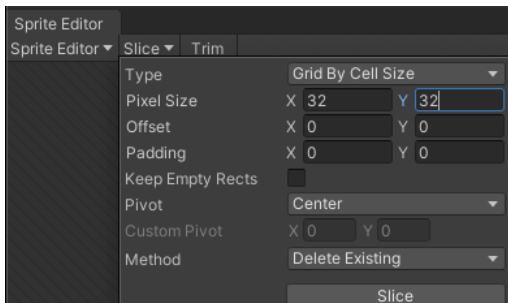 Sprite Editor
Sprite Editor Slice Trim
Type Grid By Cell Size
Pixel Size X 32 Y 32
Offset X 0 Y 0
Padding X 0 Y 0
Keep Empty Rects
Pivot Center
Custom Pivot X 0 Y 0
Method Delete Existing
Slice